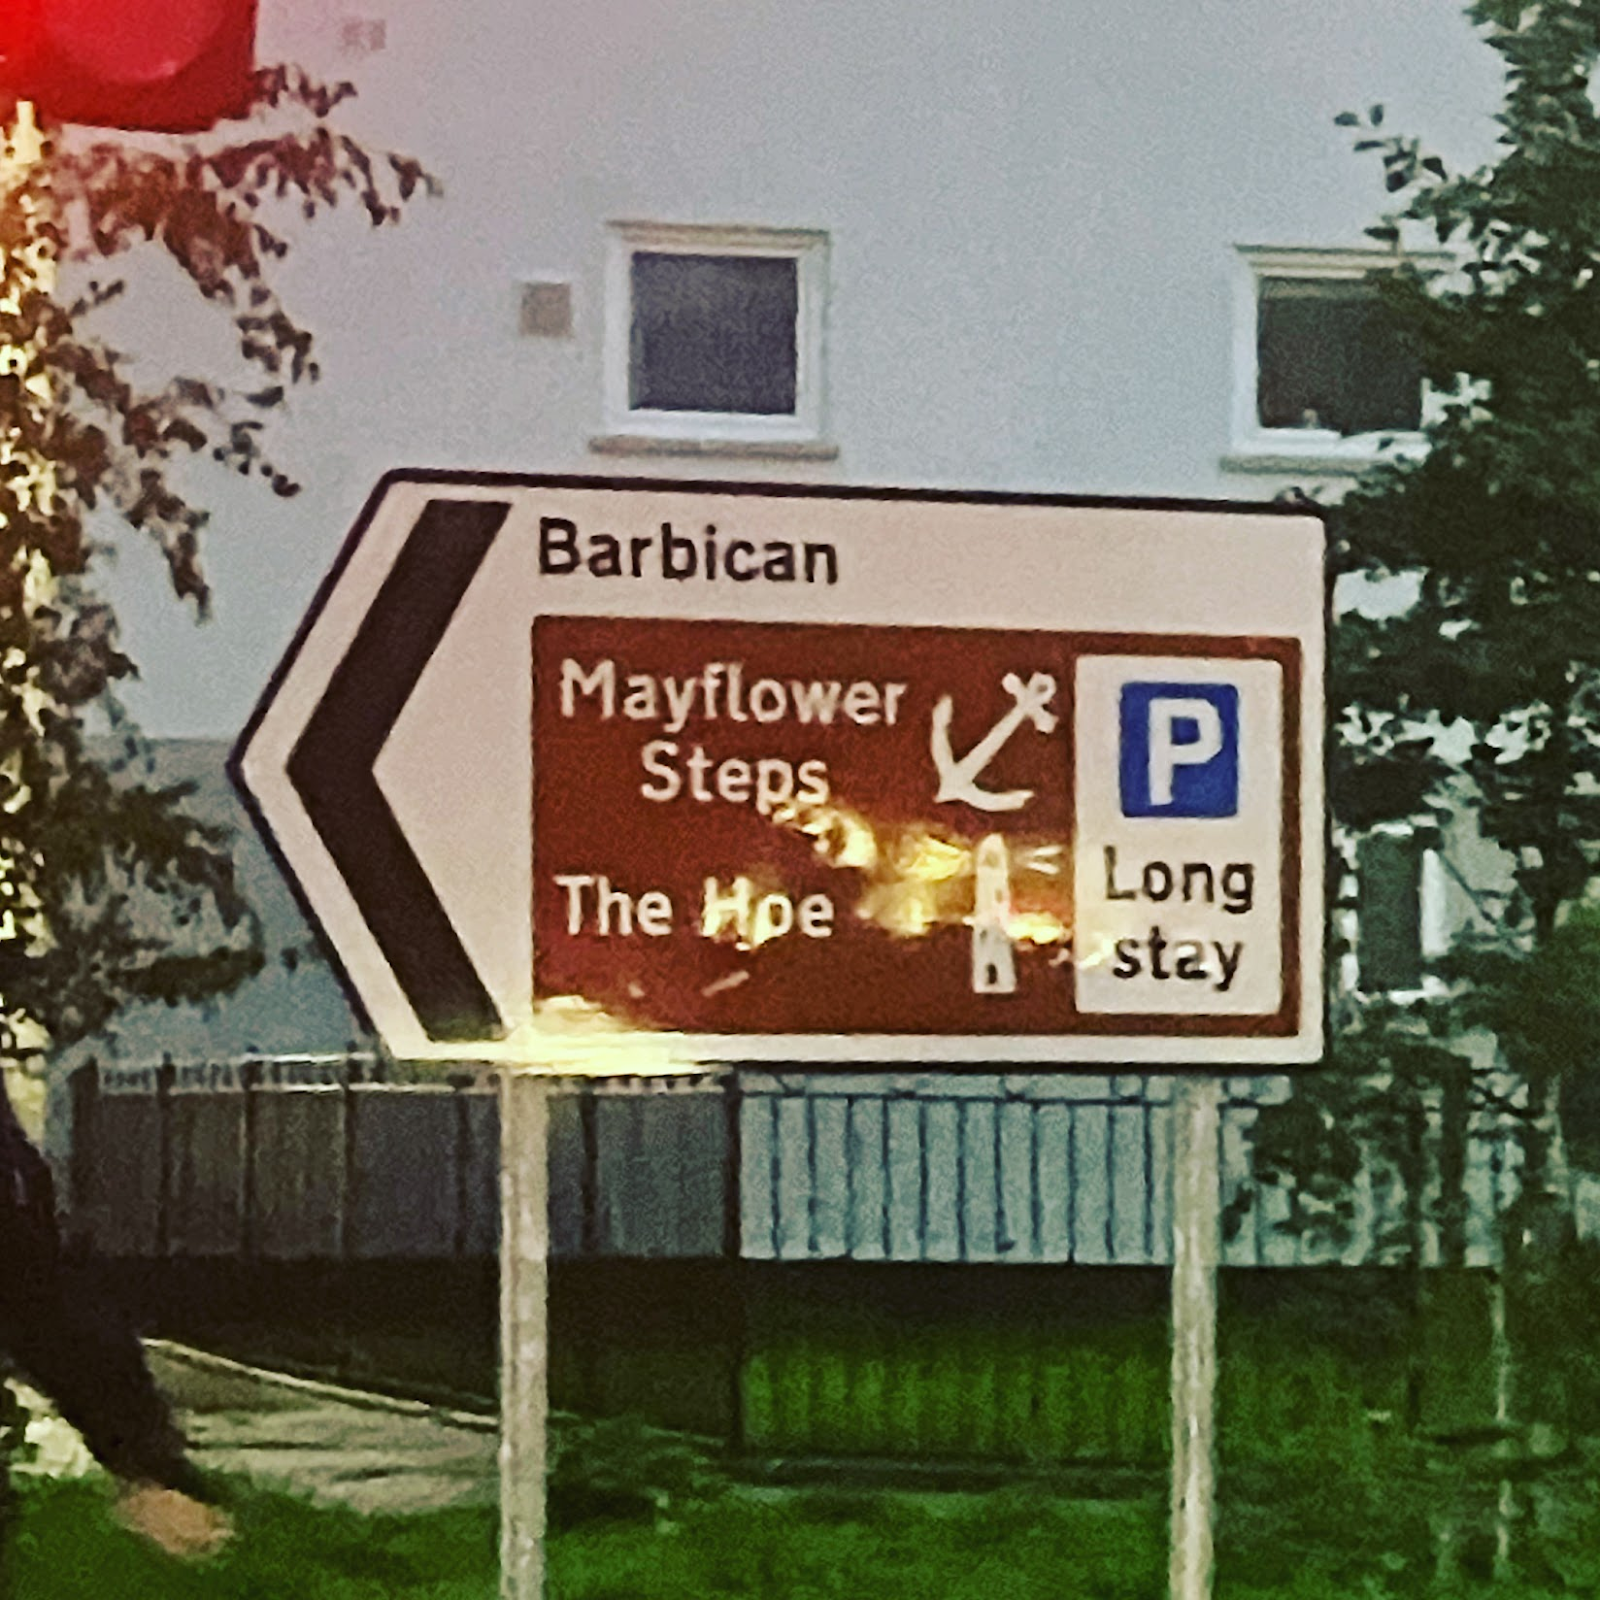 Barbican
Mayflower
Steps
The Hoe
P
Long
stay